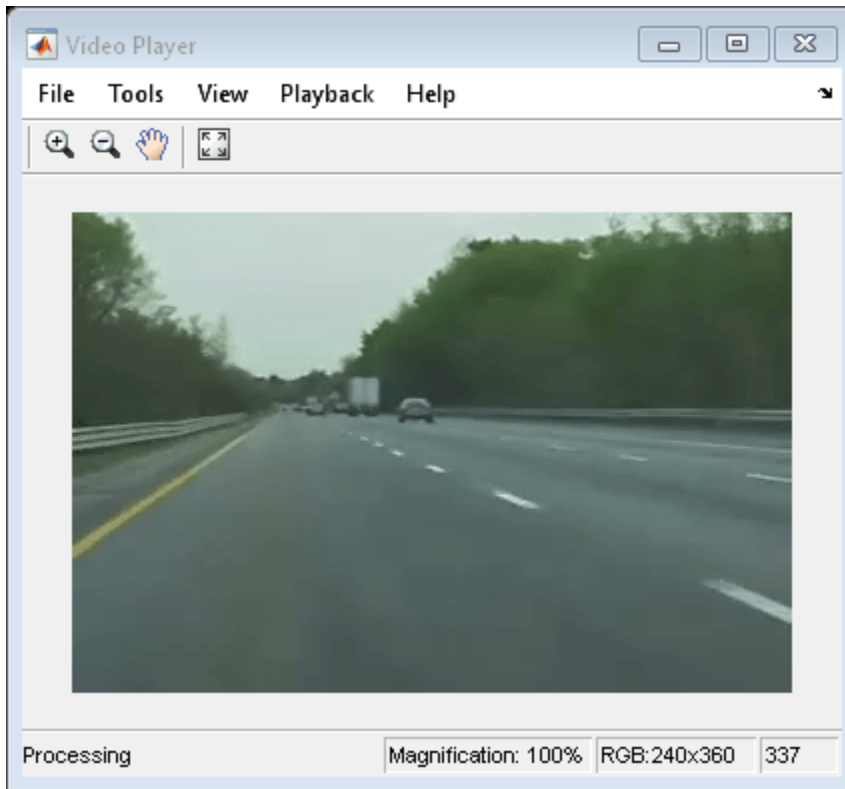 Video Player
File Tools View Playback Help
Processing Magnification: 100% RGB:240x360 337